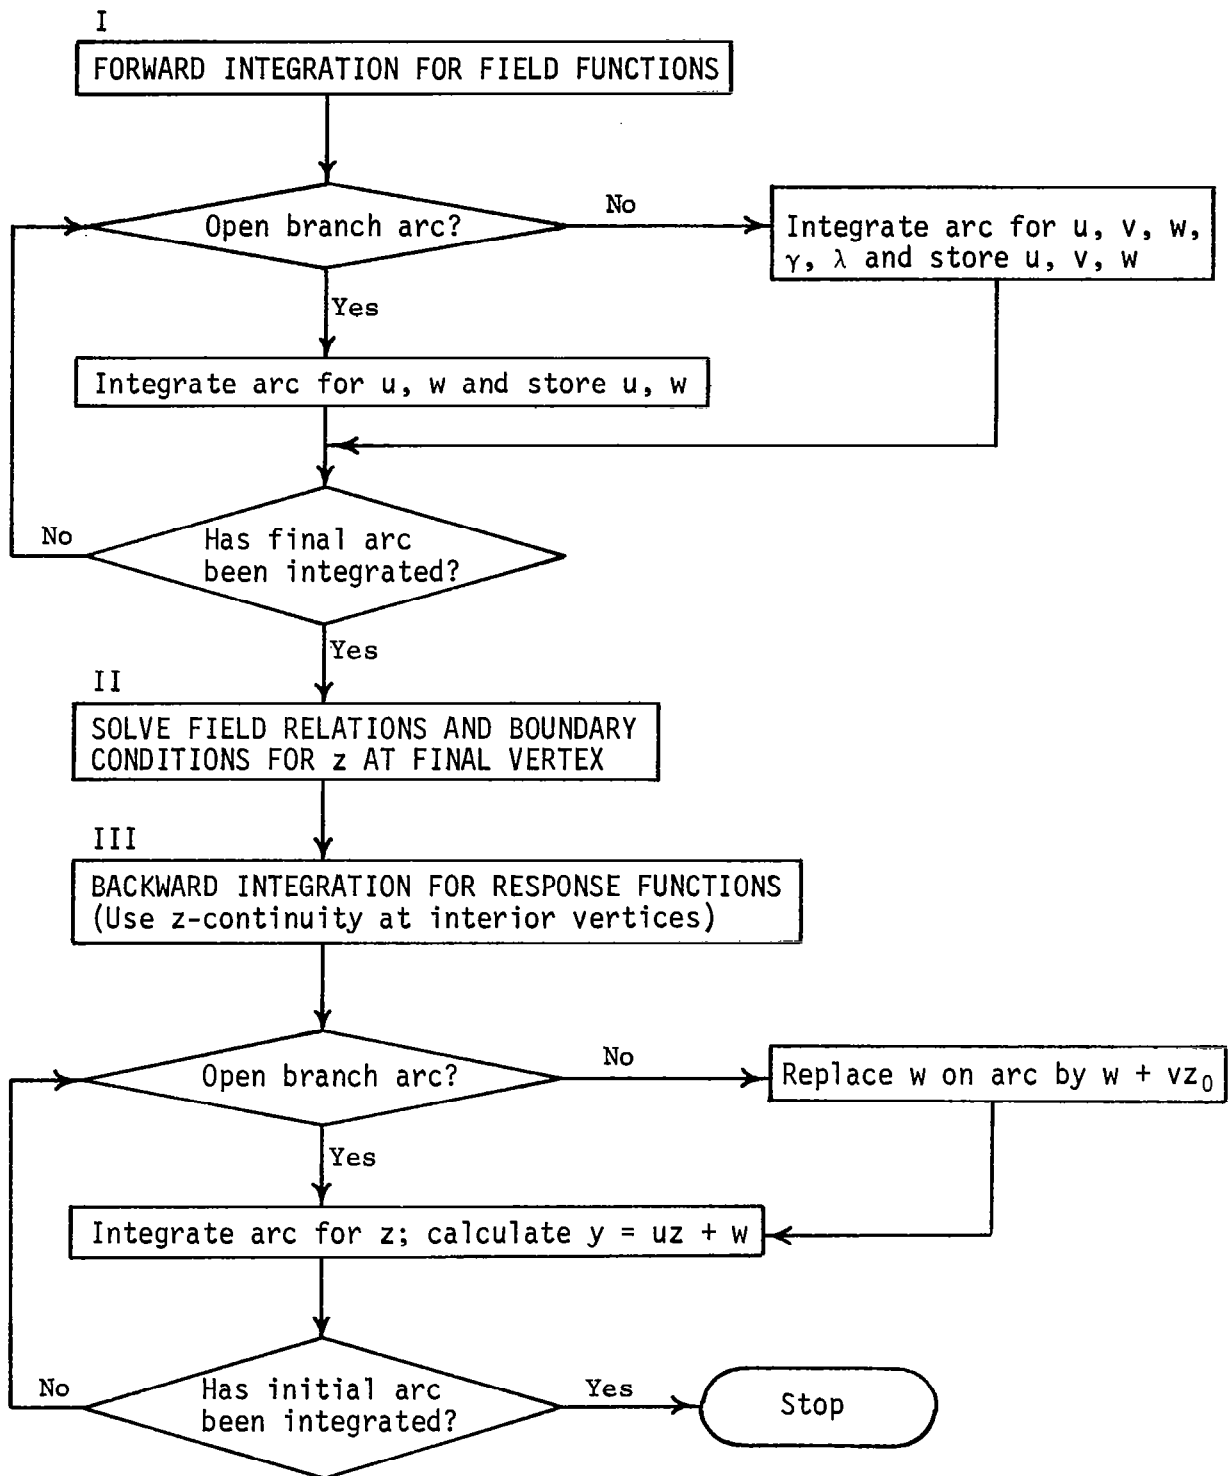 I
FORWARD INTEGRATION FOR FIELD FUNCTIONS
Open branch arc?
No
Integrate arc for u, v, w,
γ, λ and store u, v, w
Yes
Integrate arc for u, w and store u, w
No
Has final arc
been integrated?
Yes
II
SOLVE FIELD RELATIONS AND BOUNDARY
CONDITIONS FOR z AT FINAL VERTEX
III
BACKWARD INTEGRATION FOR RESPONSE FUNCTIONS
(Use z-continuity at interior vertices)
Open branch arc?
No
Replace w on arc by w + vz₀
Yes
Integrate arc for z; calculate y = uz + w
No
Has initial arc
been integrated?
Yes
Stop